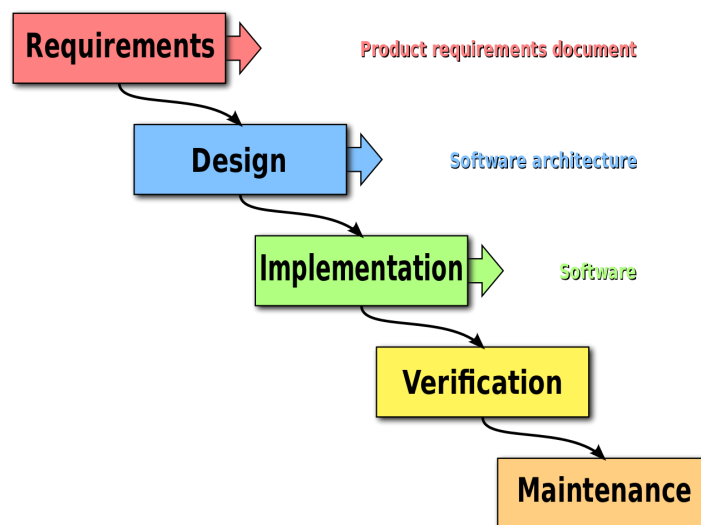 Requirements
Product requirements document
Design
Software architecture
Implementation
Software
Verification
Maintenance